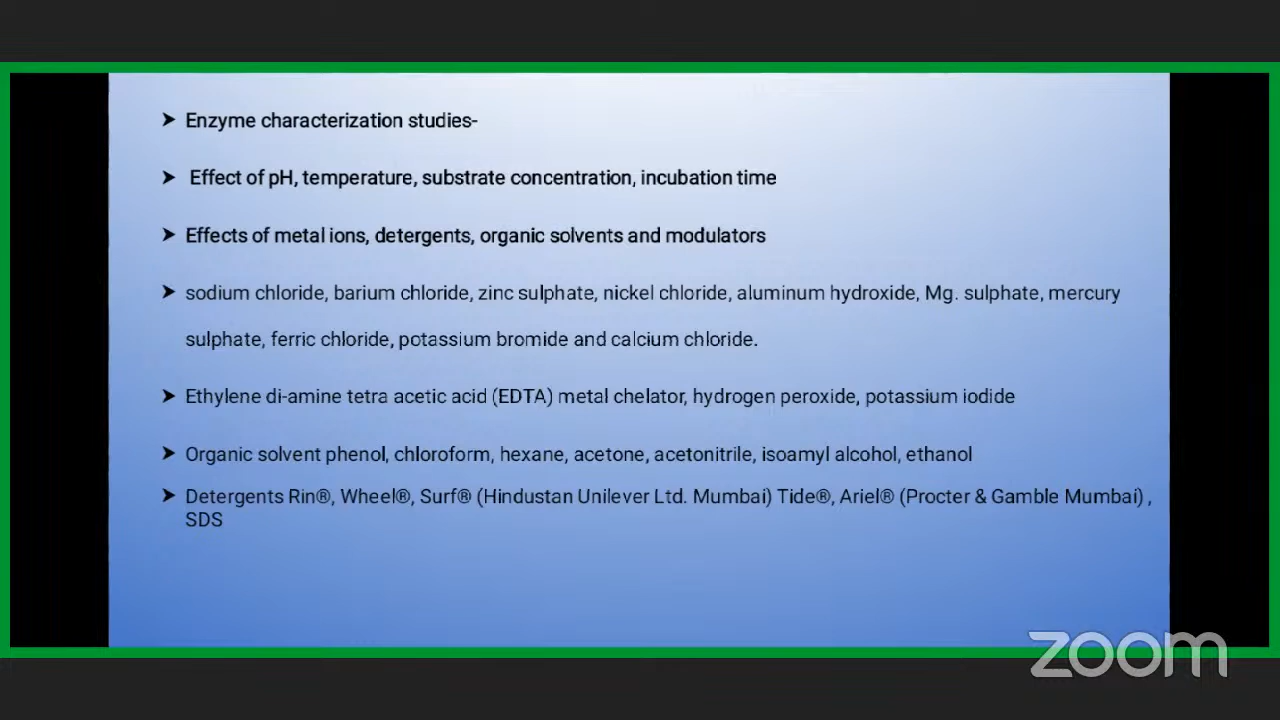 ➤ Enzyme characterization studies-
➤ Effect of pH, temperature, substrate concentration, incubation time
➤ Effects of metal ions, detergents, organic solvents and modulators
➤ sodium chloride, barium chloride, zinc sulphate, nickel chloride, aluminum hydroxide, Mg. sulphate, mercury
sulphate, ferric chloride, potassium bromide and calcium chloride.
➤ Ethylene di-amine tetra acetic acid (EDTA) metal chelator, hydrogen peroxide, potassium iodide
➤ Organic solvent phenol, chloroform, hexane, acetone, acetonitrile, isoamyl alcohol, ethanol
➤ Detergents Rin®, Wheel®, Surf® (Hindustan Unilever Ltd. Mumbai) Tide®, Ariel® (Procter & Gamble Mumbai) ,
SDS
zoom